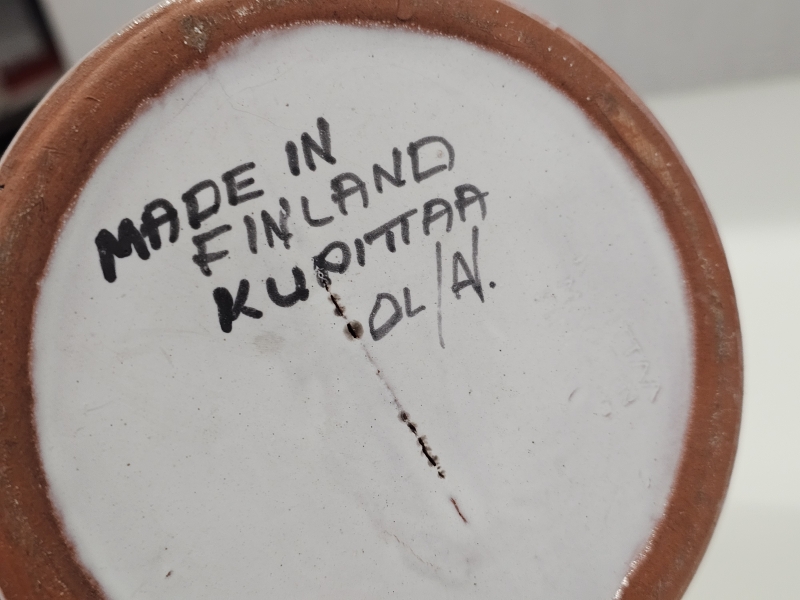 MADE IN
FINLAND
KUPITTAA
OL/A.